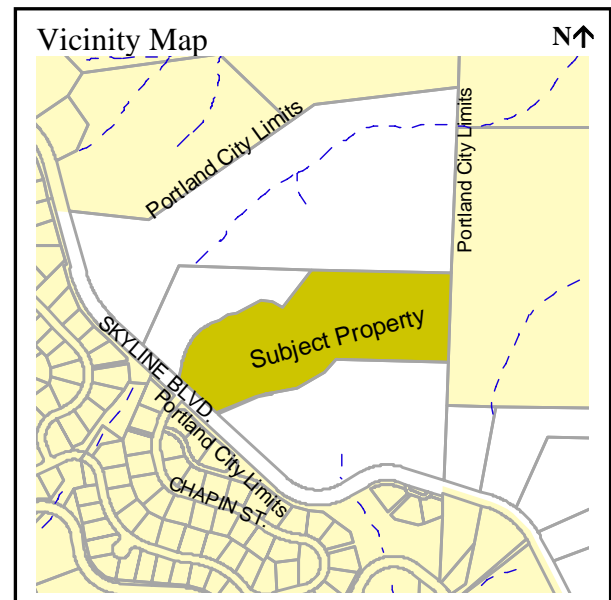 Vicinity Map
N↑
Portland City Limits
Portland City Limits
Subject Property
SKYLINE BLVD.
Portland City Limits
CHAPIN ST.